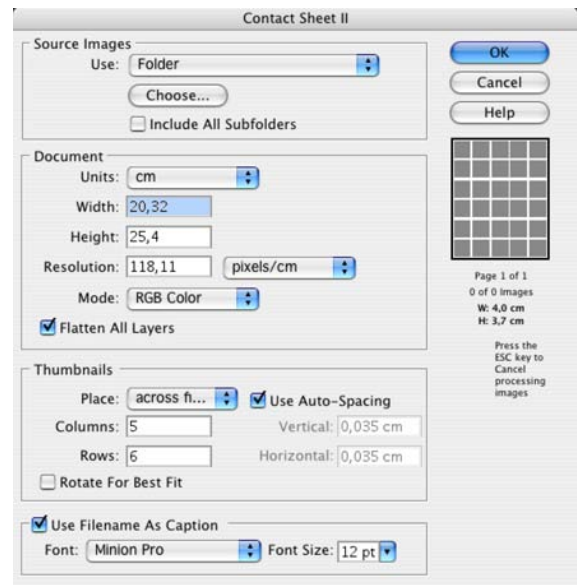 Contact Sheet II
Source Images
Use: Folder
Choose...
Include All Subfolders
Document
Units: cm
Width: 20,32
Height: 25,4
Resolution: 118,11 pixels/cm
Mode: RGB Color
Flatten All Layers
Thumbnails
Place: across fi... Use Auto-Spacing
Columns: 5 Vertical: 0,035 cm
Rows: 6 Horizontal: 0,035 cm
Rotate For Best Fit
Use Filename As Caption
Font: Minion Pro Font Size: 12 pt
OK
Cancel
Help
Page 1 of 1
0 of 0 Images
W: 4,0 cm
H: 3,7 cm
Press the
ESC key to
Cancel
processing
images